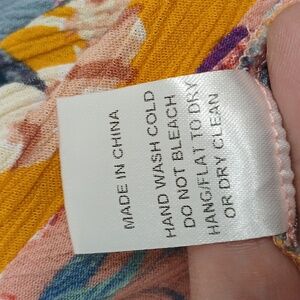 MADE IN CHINA
HAND WASH COLD
DO NOT BLEACH
HANG/FLAT TO DRY
OR DRY CLEAN